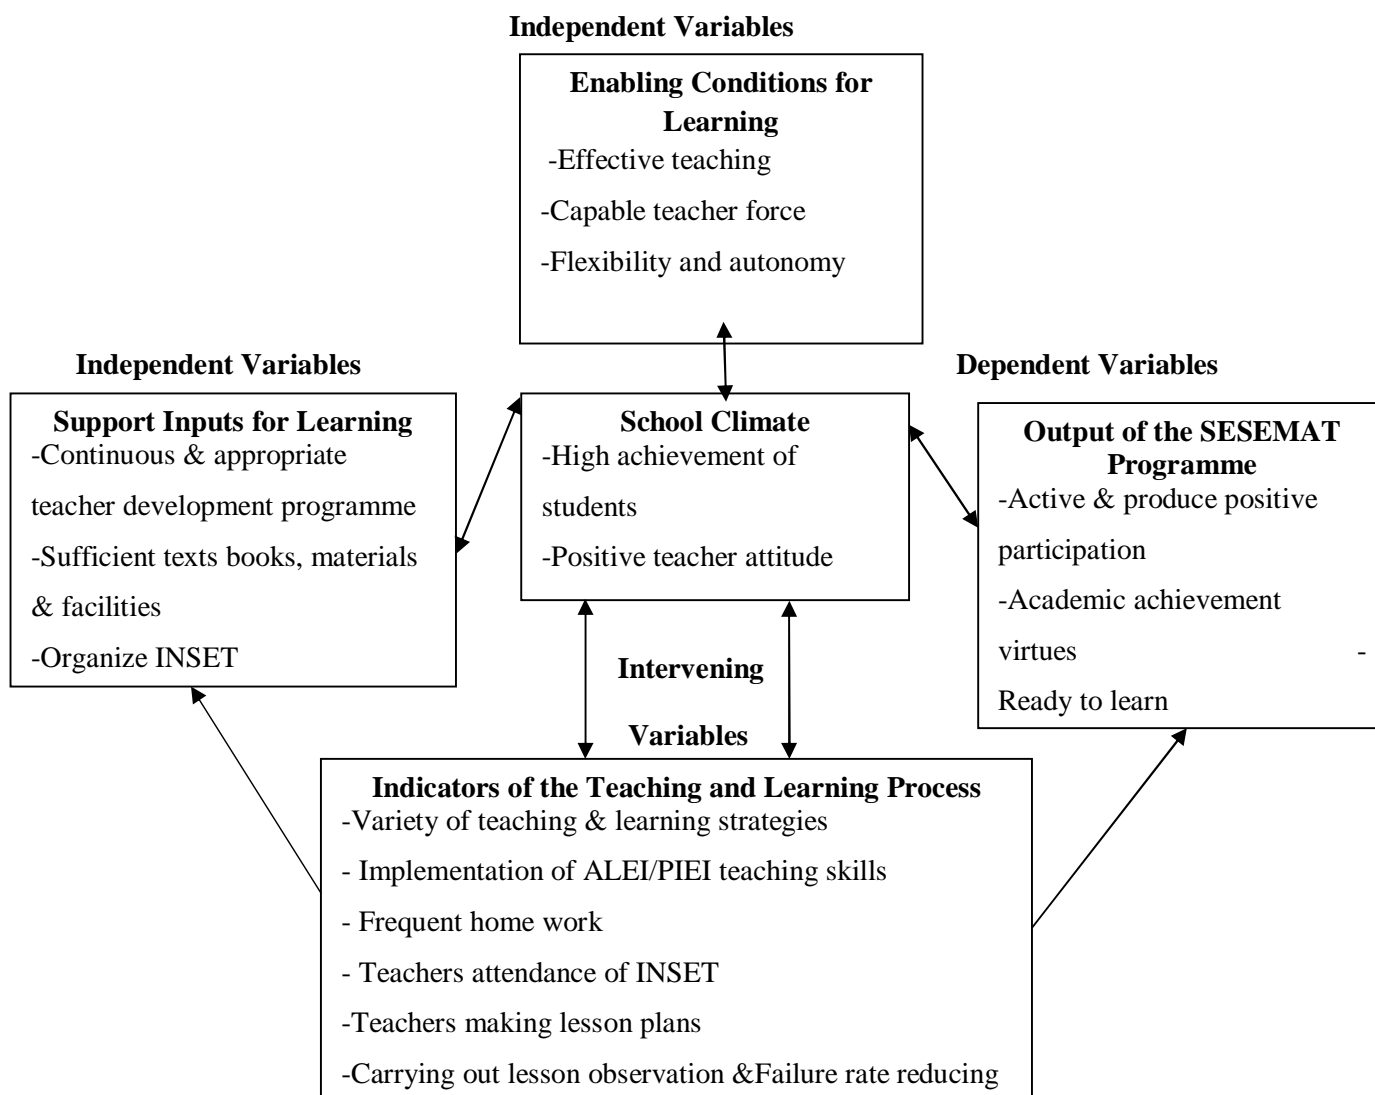 Independent Variables
Enabling Conditions for
Learning
-Effective teaching
-Capable teacher force
-Flexibility and autonomy
Independent Variables
Support Inputs for Learning
-Continuous & appropriate
teacher development programme
-Sufficient texts books, materials
& facilities
-Organize INSET
School Climate
-High achievement of
students
-Positive teacher attitude
Dependent Variables
Output of the SESEMAT
Programme
-Active & produce positive
participation
-Academic achievement
virtues -
Ready to learn
Intervening
Variables
Indicators of the Teaching and Learning Process
-Variety of teaching & learning strategies
- Implementation of ALEI/PIEI teaching skills
- Frequent home work
- Teachers attendance of INSET
-Teachers making lesson plans
-Carrying out lesson observation &Failure rate reducing